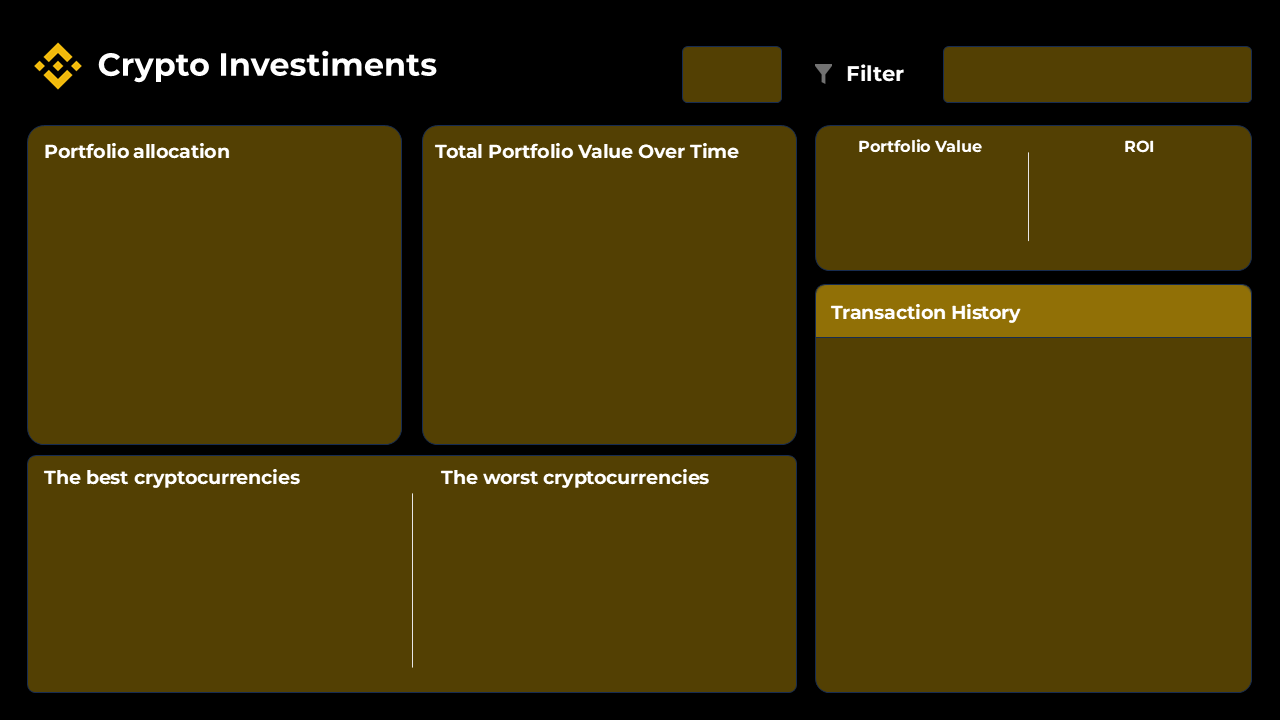 Crypto Investiments
Filter
Portfolio allocation
Total Portfolio Value Over Time
Portfolio Value
ROI
Transaction History
The best cryptocurrencies
The worst cryptocurrencies